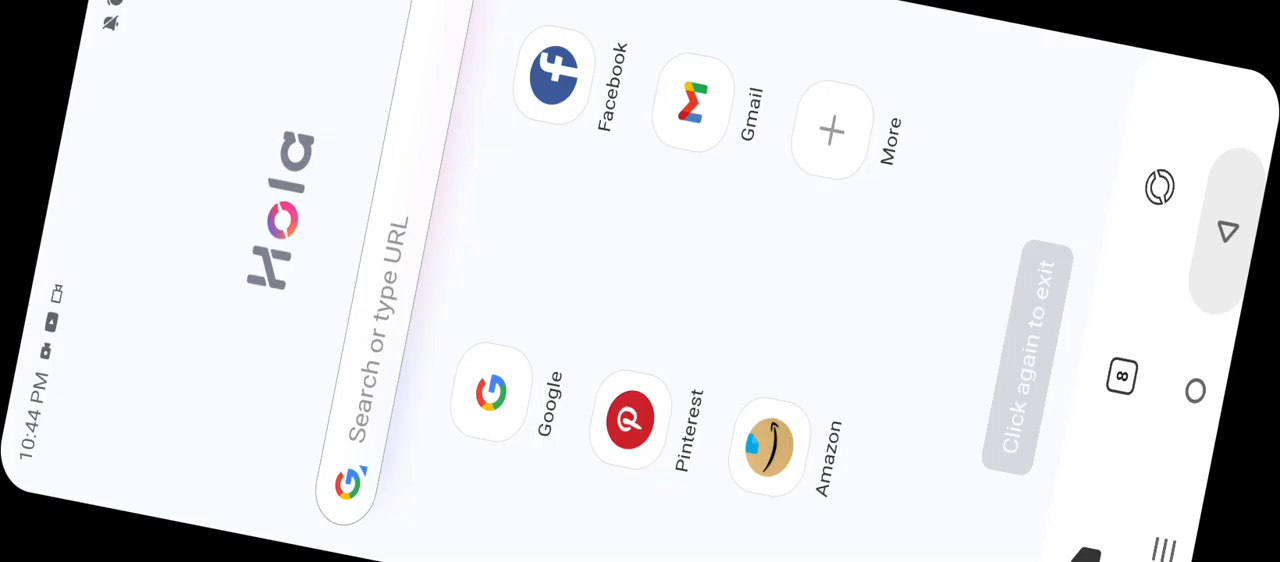 10:44 PM
Hola
Search or type URL
Google
Facebook
Pinterest
Gmail
Amazon
More
Click again to exit
8